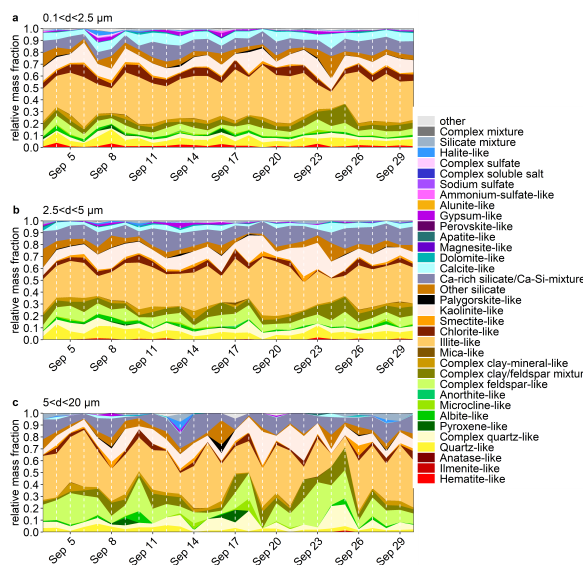 a 0.1<d<2.5 µm
relative mass fraction
1.0
0.9
0.8
0.7
0.6
0.5
0.4
0.3
0.2
0.1
0.0
Sep 5
Sep 8
Sep 11
Sep 14
Sep 17
Sep 20
Sep 23
Sep 26
Sep 29
b 2.5<d<5 µm
relative mass fraction
1.0
0.9
0.8
0.7
0.6
0.5
0.4
0.3
0.2
0.1
0.0
Sep 5
Sep 8
Sep 11
Sep 14
Sep 17
Sep 20
Sep 23
Sep 26
Sep 29
c 5<d<20 µm
relative mass fraction
1.0
0.9
0.8
0.7
0.6
0.5
0.4
0.3
0.2
0.1
0.0
Sep 5
Sep 8
Sep 11
Sep 14
Sep 17
Sep 20
Sep 23
Sep 26
Sep 29
other
Complex mixture
Silicate mixture
Halite-like
Complex sulfate
Complex soluble salt
Sodium sulfate
Ammonium-sulfate-like
Alunite-like
Gypsum-like
Perovskite-like
Apatite-like
Magnesite-like
Dolomite-like
Calcite-like
Ca-rich silicate/Ca-Si-mixture
Other silicate
Palygorskite-like
Kaolinite-like
Smectite-like
Chlorite-like
Illite-like
Mica-like
Complex clay-mineral-like
Complex clay/feldspar mixture
Complex feldspar-like
Anorthite-like
Microcline-like
Albite-like
Pyroxene-like
Complex quartz-like
Quartz-like
Anatase-like
Ilmenite-like
Hematite-like